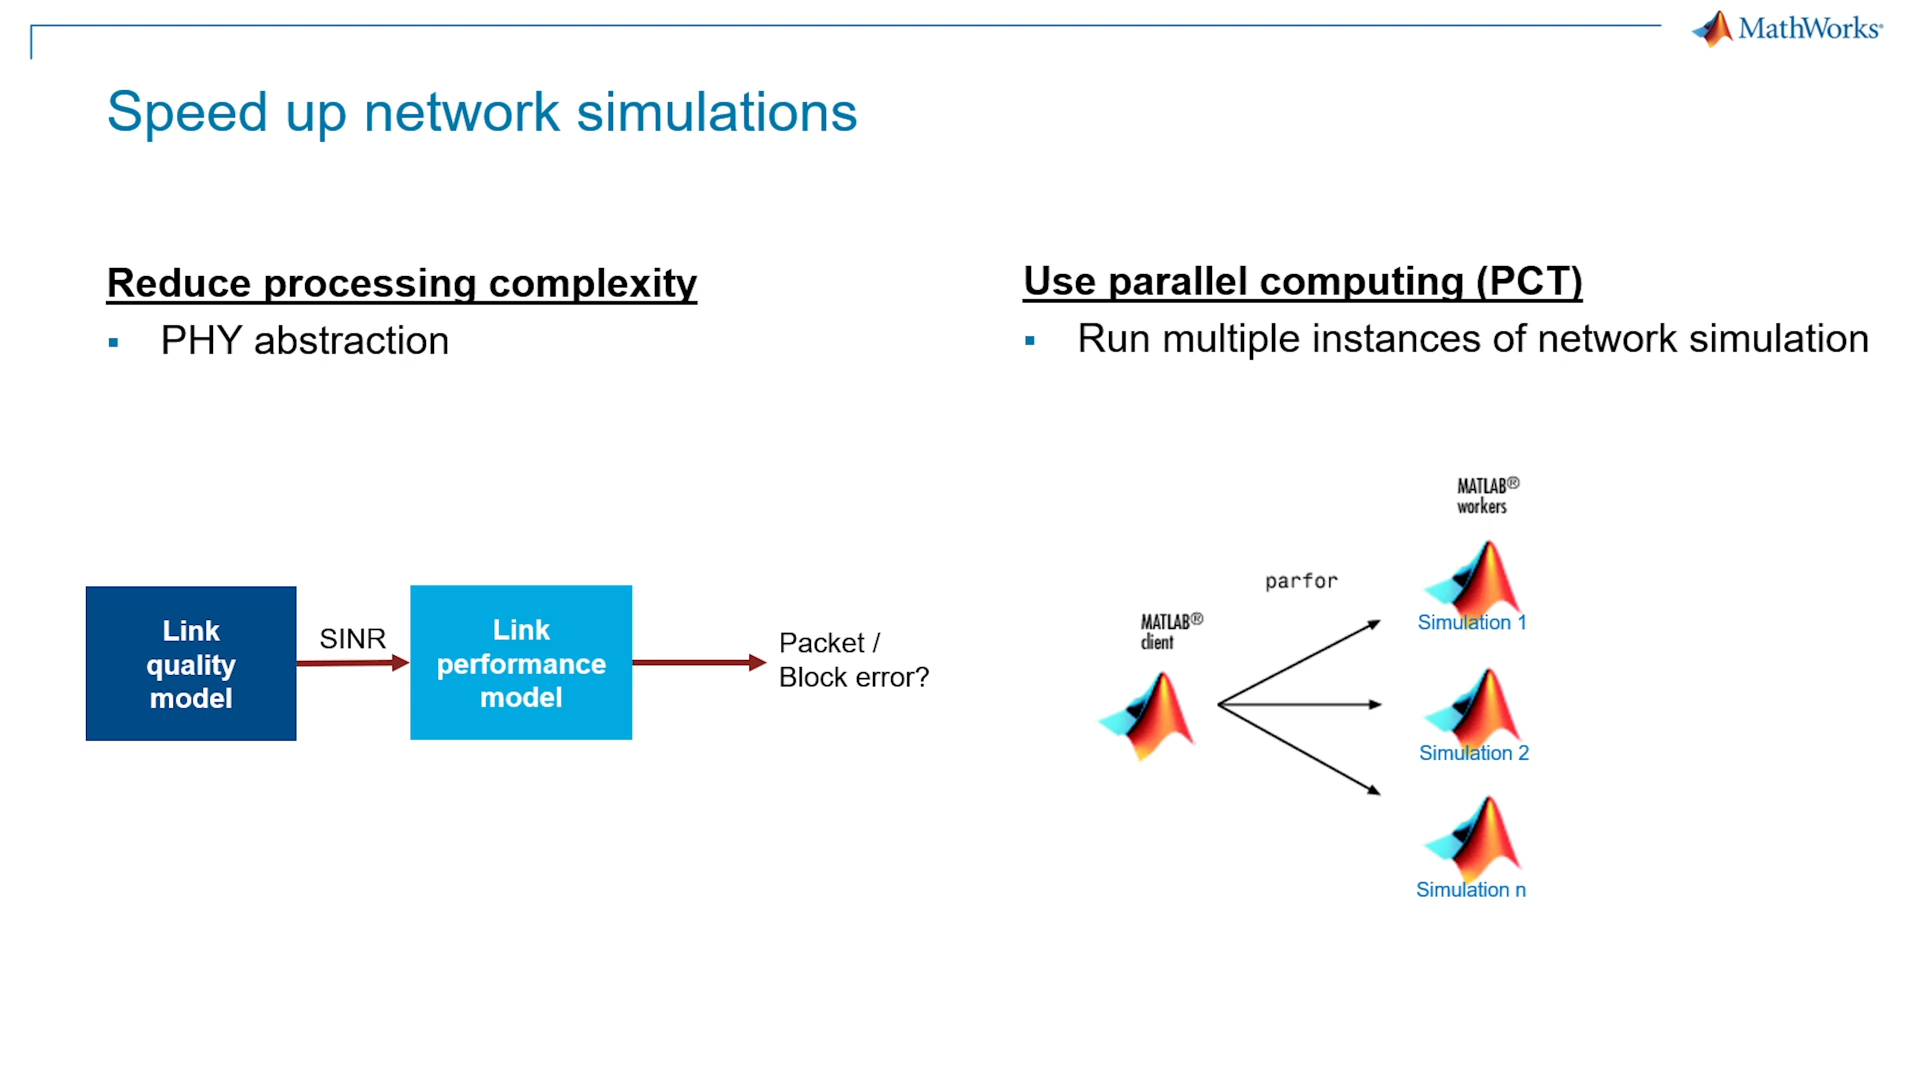 MathWorks®
Speed up network simulations
Reduce processing complexity
▪ PHY abstraction
Link
quality
model
SINR
Link
performance
model
Packet /
Block error?
Use parallel computing (PCT)
▪ Run multiple instances of network simulation
MATLAB®
client
parfor
MATLAB®
workers
Simulation 1
Simulation 2
Simulation n